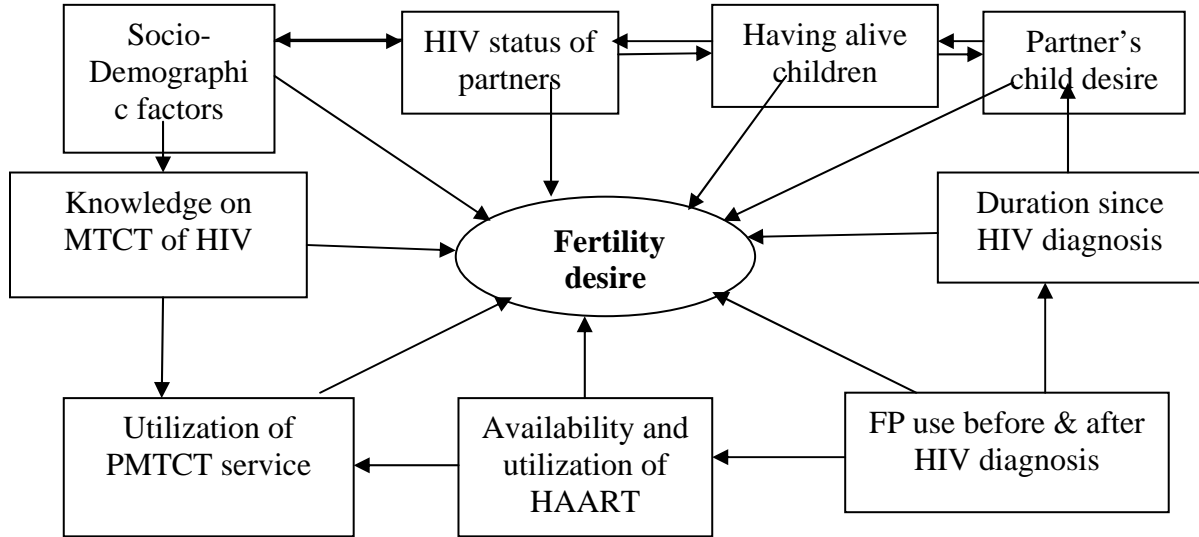 Socio-
Demographi
c factors
HIV status of
partners
Having alive
children
Partner's
child desire
Knowledge on
MTCT of HIV
Fertility
desire
Duration since
HIV diagnosis
Utilization of
PMTCT service
Availability and
utilization of
HAART
FP use before & after
HIV diagnosis